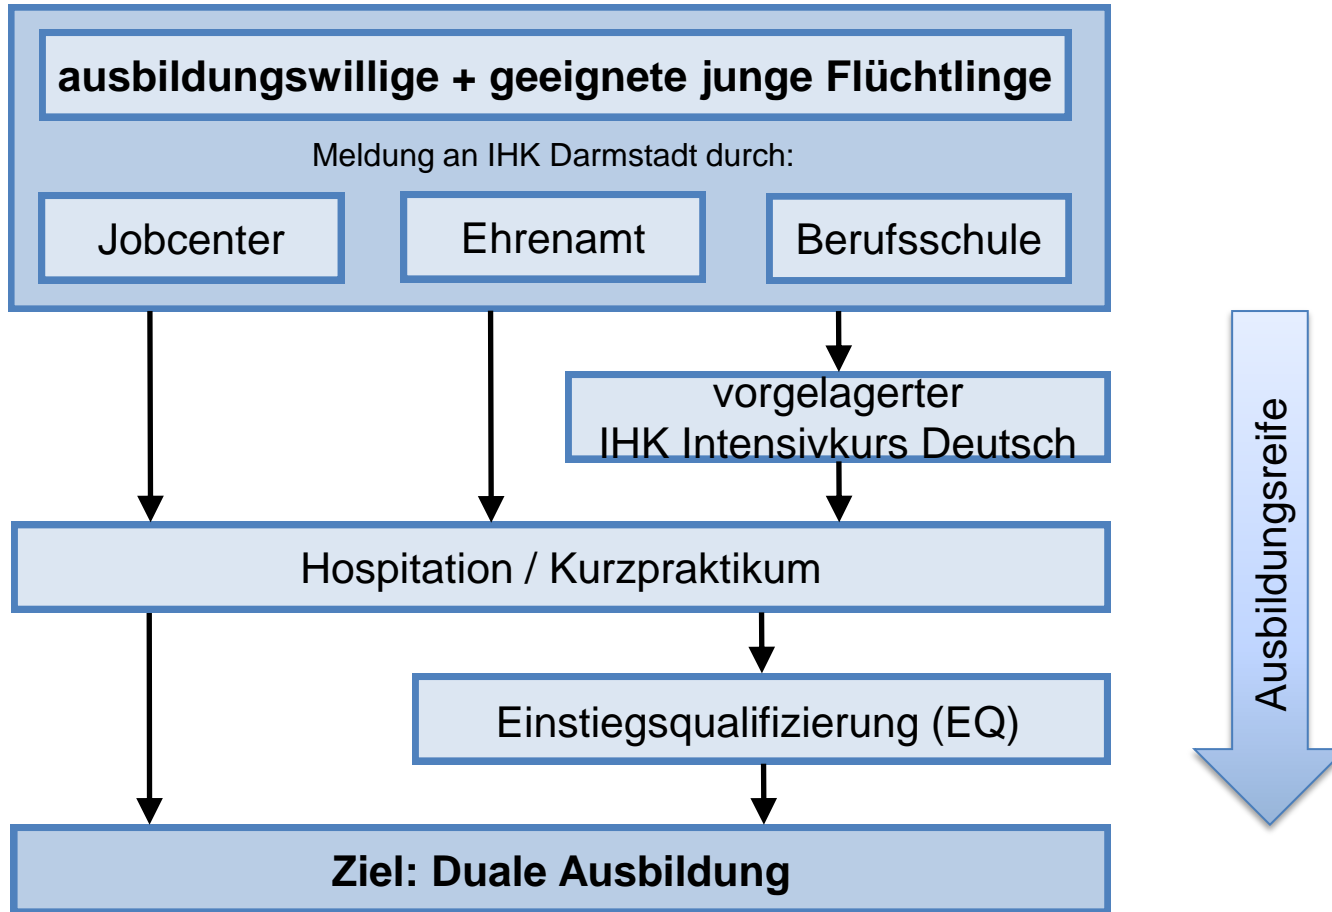 ausbildungswillige + geeignete junge Flüchtlinge
Meldung an IHK Darmstadt durch:
Jobcenter
Ehrenamt
Berufsschule
vorgelagerter
IHK Intensivkurs Deutsch
Hospitation / Kurzpraktikum
Einstiegsqualifizierung (EQ)
Ziel: Duale Ausbildung
Ausbildungsreife